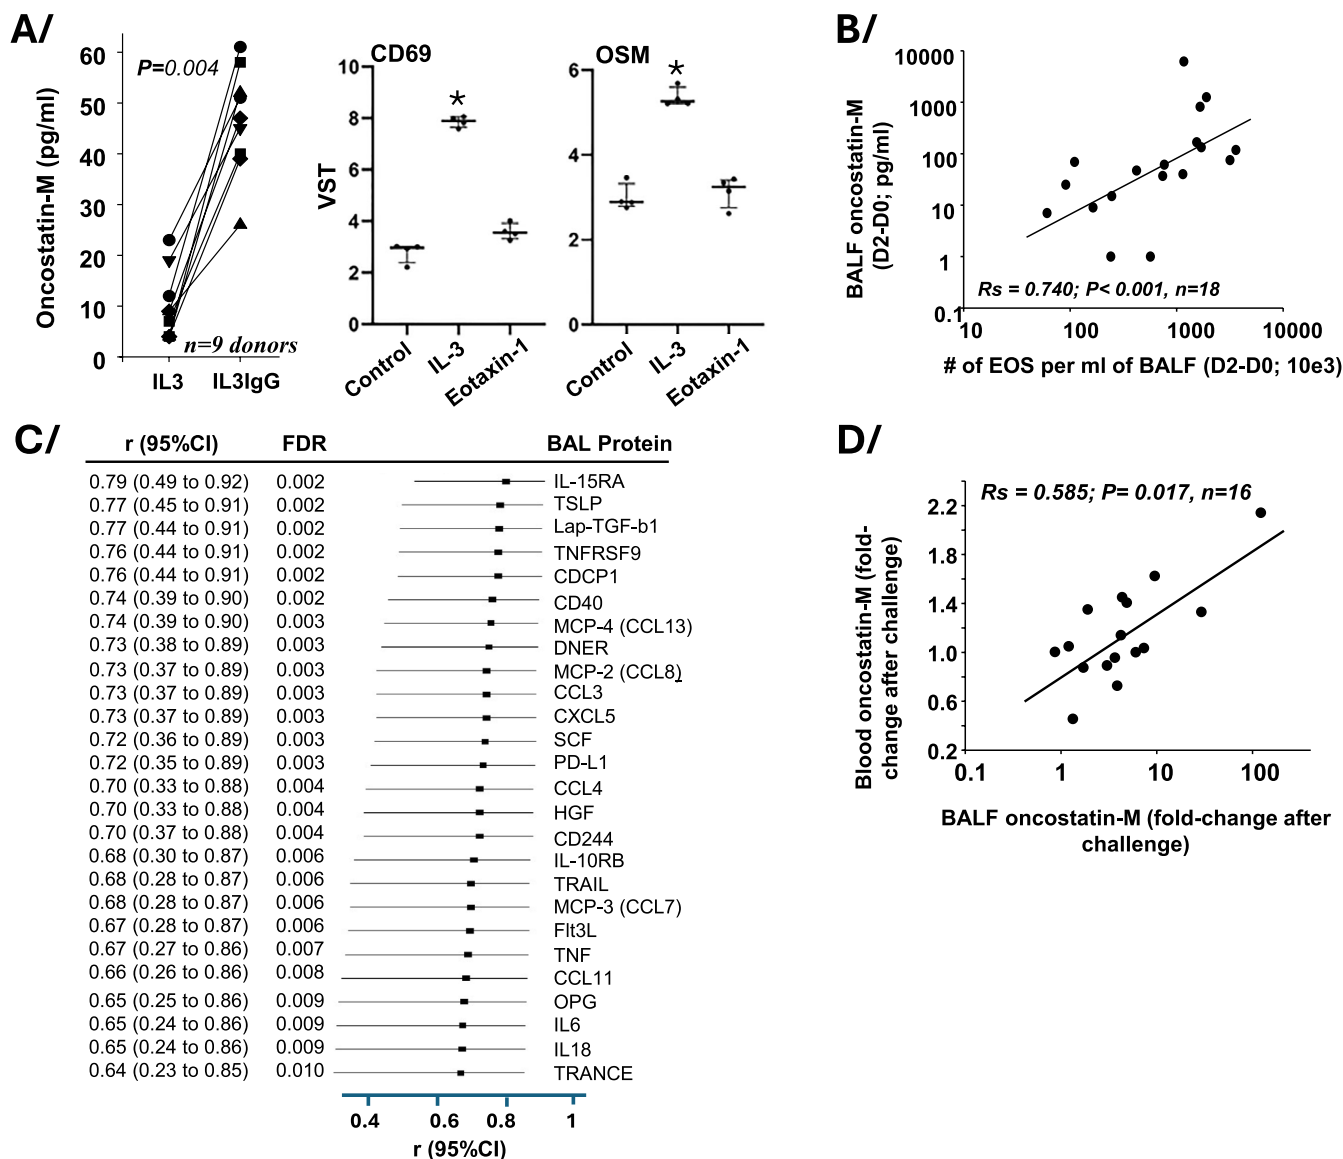 A/
Oncostatin-M (pg/ml)
60
50
40
30
20
10
0
P=0.004
n=9 donors
IL3
IL3IgG
CD69
VST
10
8
6
4
2
0
*
Control
IL-3
Eotaxin-1
OSM
6
4
2
0
*
Control
IL-3
Eotaxin-1
B/
BALF oncostatin-M
(D2-D0; pg/ml)
10000
1000
100
10
1
0.1
Rs = 0.740; P< 0.001, n=18
10
100
1000
10000
# of EOS per ml of BALF (D2-D0; 10e3)
C/
r (95%CI) FDR BAL Protein
0.79 (0.49 to 0.92) 0.002 IL-15RA
0.77 (0.45 to 0.91) 0.002 TSLP
0.77 (0.44 to 0.91) 0.002 Lap-TGF-b1
0.76 (0.44 to 0.91) 0.002 TNFRSF9
0.76 (0.44 to 0.91) 0.002 CDCP1
0.74 (0.39 to 0.90) 0.002 CD40
0.74 (0.39 to 0.90) 0.003 MCP-4 (CCL13)
0.73 (0.38 to 0.89) 0.003 DNER
0.73 (0.37 to 0.89) 0.003 MCP-2 (CCL8)
0.73 (0.37 to 0.89) 0.003 CCL3
0.73 (0.37 to 0.89) 0.003 CXCL5
0.72 (0.36 to 0.89) 0.003 SCF
0.72 (0.35 to 0.89) 0.003 PD-L1
0.70 (0.33 to 0.88) 0.004 CCL4
0.70 (0.33 to 0.88) 0.004 HGF
0.70 (0.37 to 0.88) 0.004 CD244
0.68 (0.30 to 0.87) 0.006 IL-10RB
0.68 (0.28 to 0.87) 0.006 TRAIL
0.68 (0.28 to 0.87) 0.006 MCP-3 (CCL7)
0.67 (0.28 to 0.87) 0.006 Flt3L
0.67 (0.27 to 0.86) 0.007 TNF
0.66 (0.26 to 0.86) 0.008 CCL11
0.65 (0.25 to 0.86) 0.009 OPG
0.65 (0.24 to 0.86) 0.009 IL6
0.65 (0.24 to 0.86) 0.009 IL18
0.64 (0.23 to 0.85) 0.010 TRANCE
0.4 0.6 0.8 1
r (95%CI)
D/
Blood oncostatin-M (fold-
change after challenge)
2.2
1.8
1.4
1.0
0.6
0.2
Rs = 0.585; P= 0.017, n=16
0.1
1
10
100
BALF oncostatin-M (fold-change after
challenge)